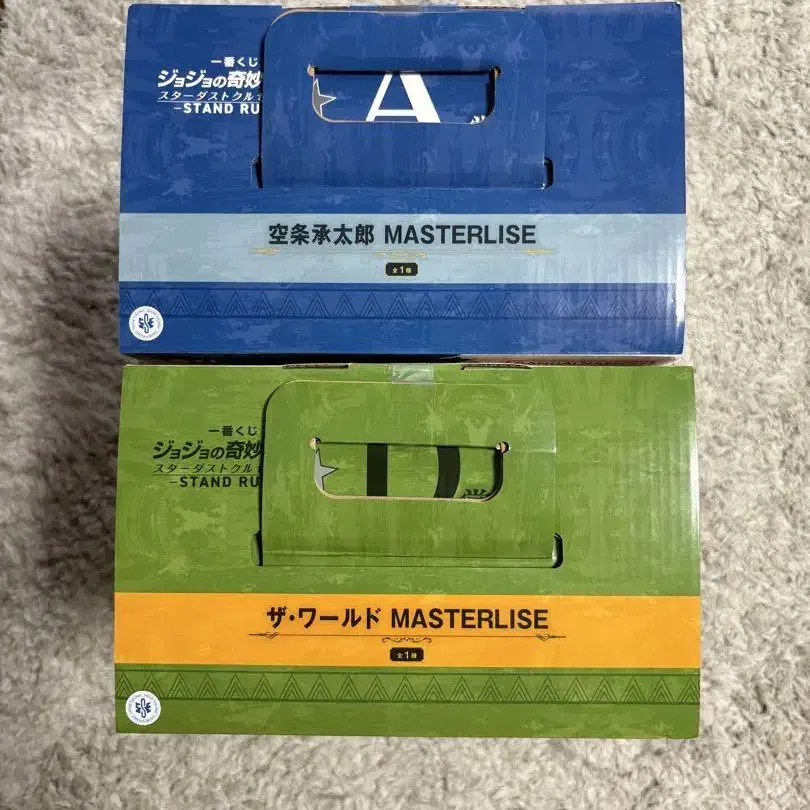 一番くじ
ジョジョの奇妙
スターダストクル
-STAND RU
A
空条承太郎 MASTERLISE
全1種
一番くじ
ジョジョの奇妙
スターダストクル
-STAND RU
D
ザ・ワールド MASTERLISE
全1種